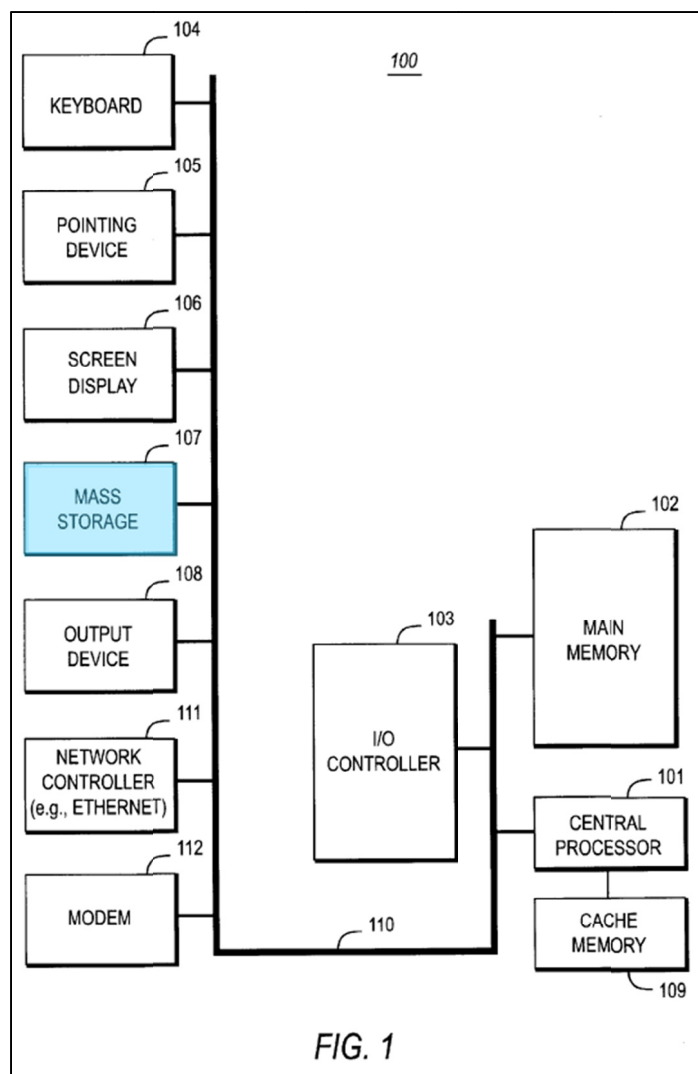 104
KEYBOARD
100
105
POINTING
DEVICE
106
SCREEN
DISPLAY
107
MASS
STORAGE
108
OUTPUT
DEVICE
111
NETWORK
CONTROLLER
(e.g., ETHERNET)
112
MODEM
110
103
I/O
CONTROLLER
102
MAIN
MEMORY
101
CENTRAL
PROCESSOR
CACHE
MEMORY
109
FIG. 1